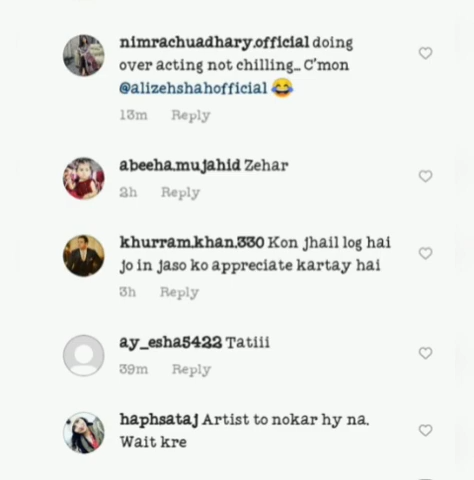 nimrachuadhary.official doing
over acting not chilling... C'mon
@alizehshahofficial 😂
13m Reply
abeeha.mujahid Zehar
2h Reply
khurram.khan.330 Kon jhail log hai
jo in jaso ko appreciate kartay hai
3h Reply
ay_esha5422 Tatiii
39m Reply
haphsataj Artist to nokar hy na.
Wait kre